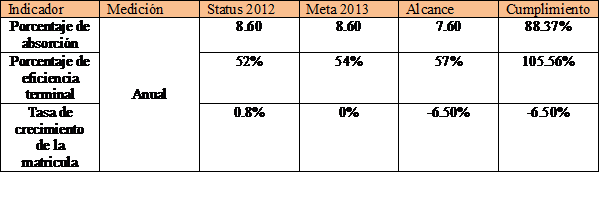 Indicador Medición Status 2012 Meta 2013 Alcance Cumplimiento
Porcentaje de absorción 8.60 8.60 7.60 88.37%
Porcentaje de eficiencia terminal Anual 52% 54% 57% 105.56%
Tasa de crecimiento de la matricula 0.8% 0% -6.50% -6.50%